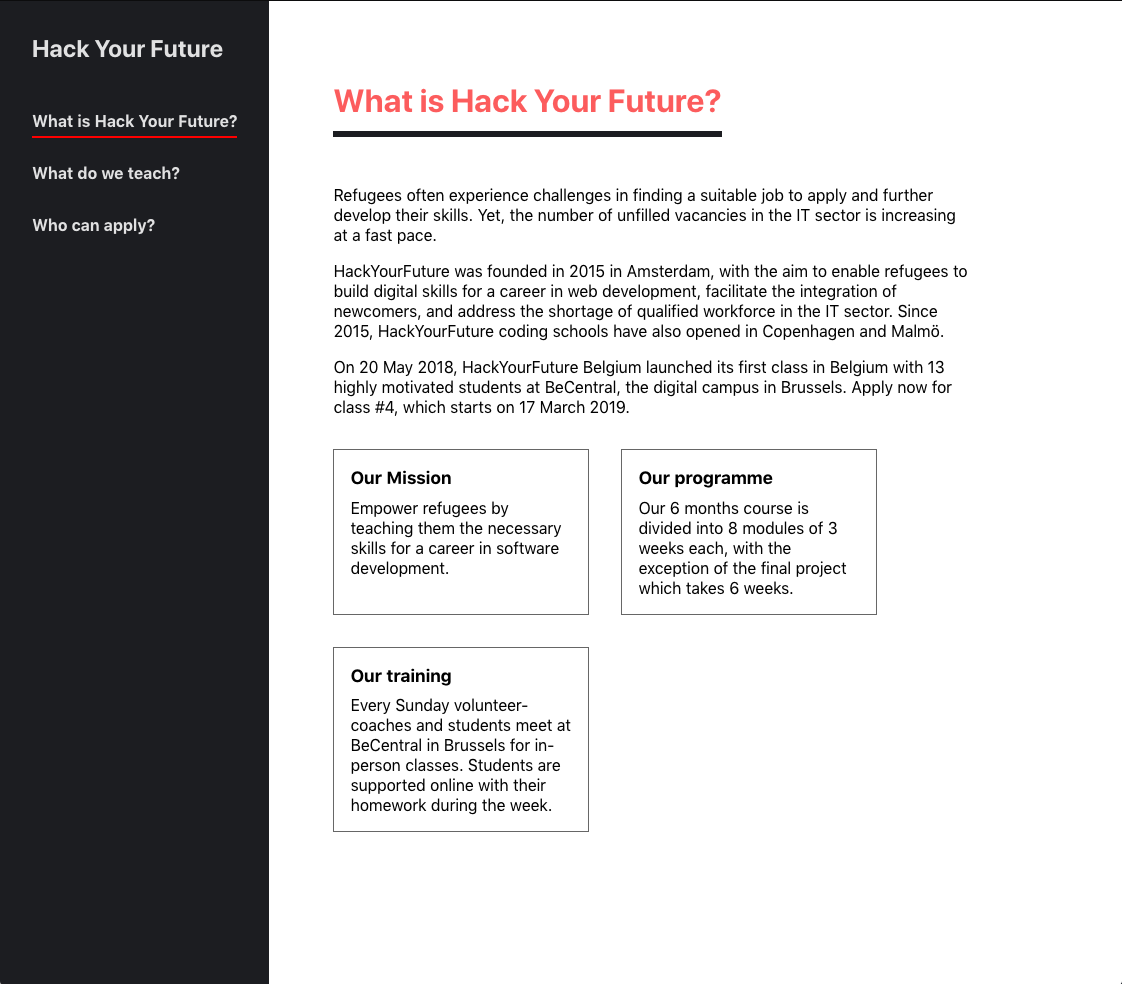 Hack Your Future
What is Hack Your Future?
What do we teach?
Who can apply?
What is Hack Your Future?
Refugees often experience challenges in finding a suitable job to apply and further
develop their skills. Yet, the number of unfilled vacancies in the IT sector is increasing
at a fast pace.
HackYourFuture was founded in 2015 in Amsterdam, with the aim to enable refugees to
build digital skills for a career in web development, facilitate the integration of
newcomers, and address the shortage of qualified workforce in the IT sector. Since
2015, HackYourFuture coding schools have also opened in Copenhagen and Malmö.
On 20 May 2018, HackYourFuture Belgium launched its first class in Belgium with 13
highly motivated students at BeCentral, the digital campus in Brussels. Apply now for
class #4, which starts on 17 March 2019.
Our Mission
Empower refugees by
teaching them the necessary
skills for a career in software
development.
Our programme
Our 6 months course is
divided into 8 modules of 3
weeks each, with the
exception of the final project
which takes 6 weeks.
Our training
Every Sunday volunteer-
coaches and students meet at
BeCentral in Brussels for in-
person classes. Students are
supported online with their
homework during the week.